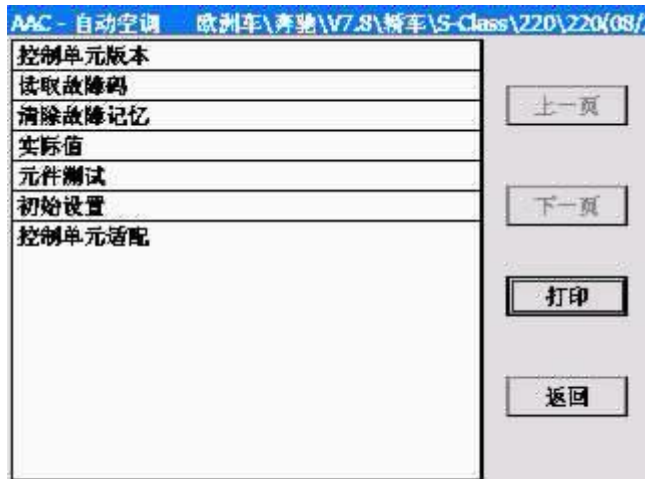 AAC - 自动空调 欧洲车\奔驰\V7.8\轿车\S-Class\220\220(08/
控制单元版本
读取故障码
清除故障记忆
实际值
元件测试
初始设置
控制单元适配
上一页
下一页
打印
返回